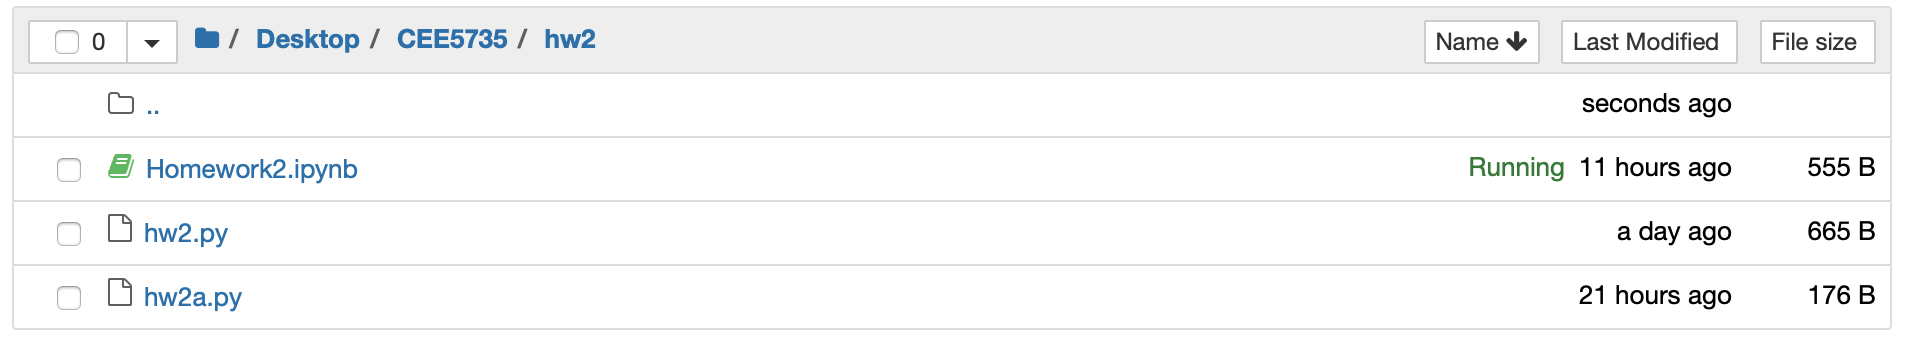 0 / Desktop / CEE5735 / hw2 Name Last Modified File size
.. seconds ago
Homework2.ipynb Running 11 hours ago 555 B
hw2.py a day ago 665 B
hw2a.py 21 hours ago 176 B